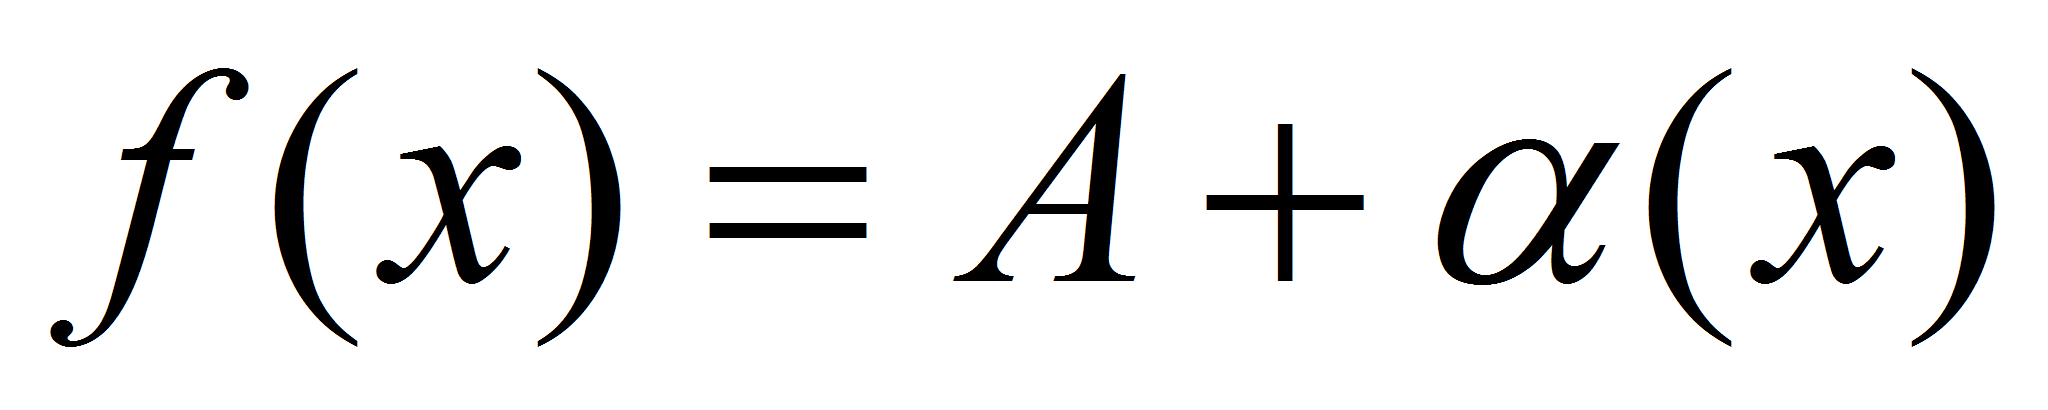 f(x) = A + α(x)